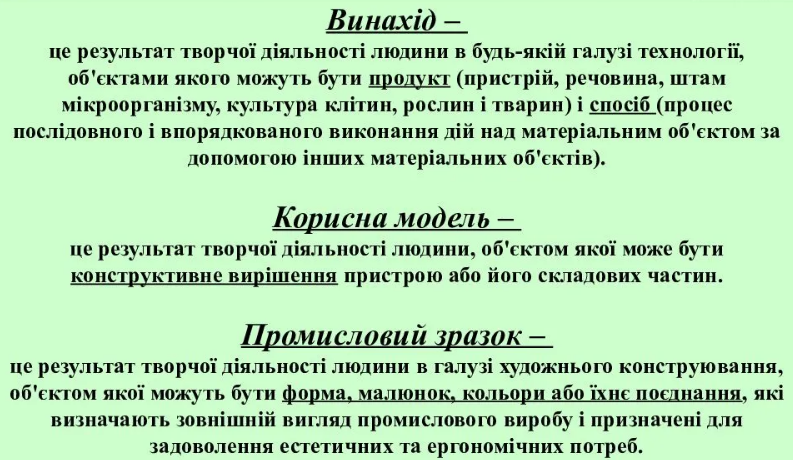 Винахід –
це результат творчої діяльності людини в будь-якій галузі технології,
об'єктами якого можуть бути продукт (пристрій, речовина, штам
мікроорганізму, культура клітин, рослин і тварин) і спосіб (процес
послідовного і впорядкованого виконання дій над матеріальним об'єктом за
допомогою інших матеріальних об'єктів).
Корисна модель –
це результат творчої діяльності людини, об'єктом якої може бути
конструктивне вирішення пристрою або його складових частин.
Промисловий зразок –
це результат творчої діяльності людини в галузі художнього конструювання,
об'єктом якої можуть бути форма, малюнок, кольори або їхнє поєднання, які
визначають зовнішній вигляд промислового виробу і призначені для
задоволення естетичних та ергономічних потреб.